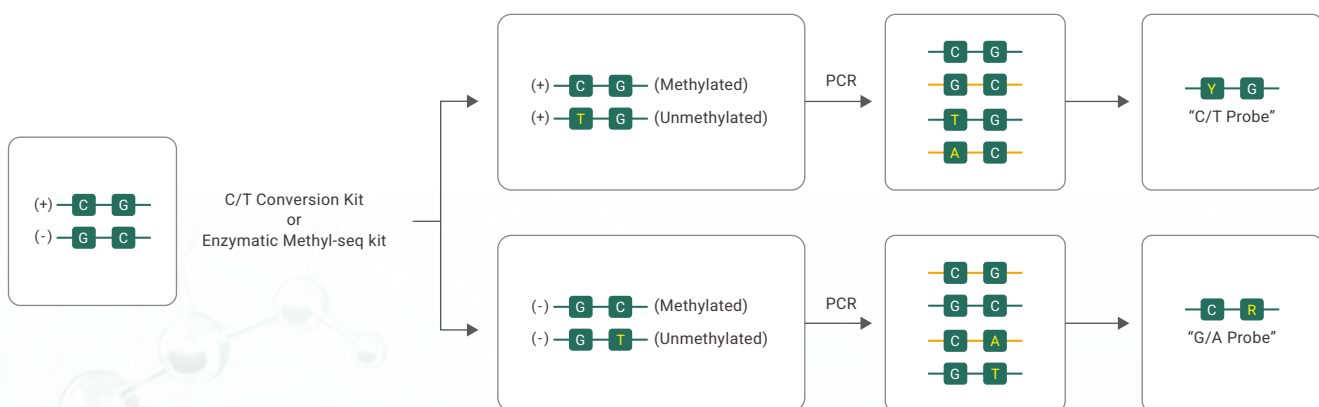 (+) C G
(-) G C
C/T Conversion Kit
or
Enzymatic Methyl-seq kit
(+) C G (Methylated)
(+) T G (Unmethylated)
PCR
C G
G C
T G
A C
Y G
“C/T Probe”
(-) G C (Methylated)
(-) G T (Unmethylated)
PCR
C G
G C
C A
G T
C R
“G/A Probe”